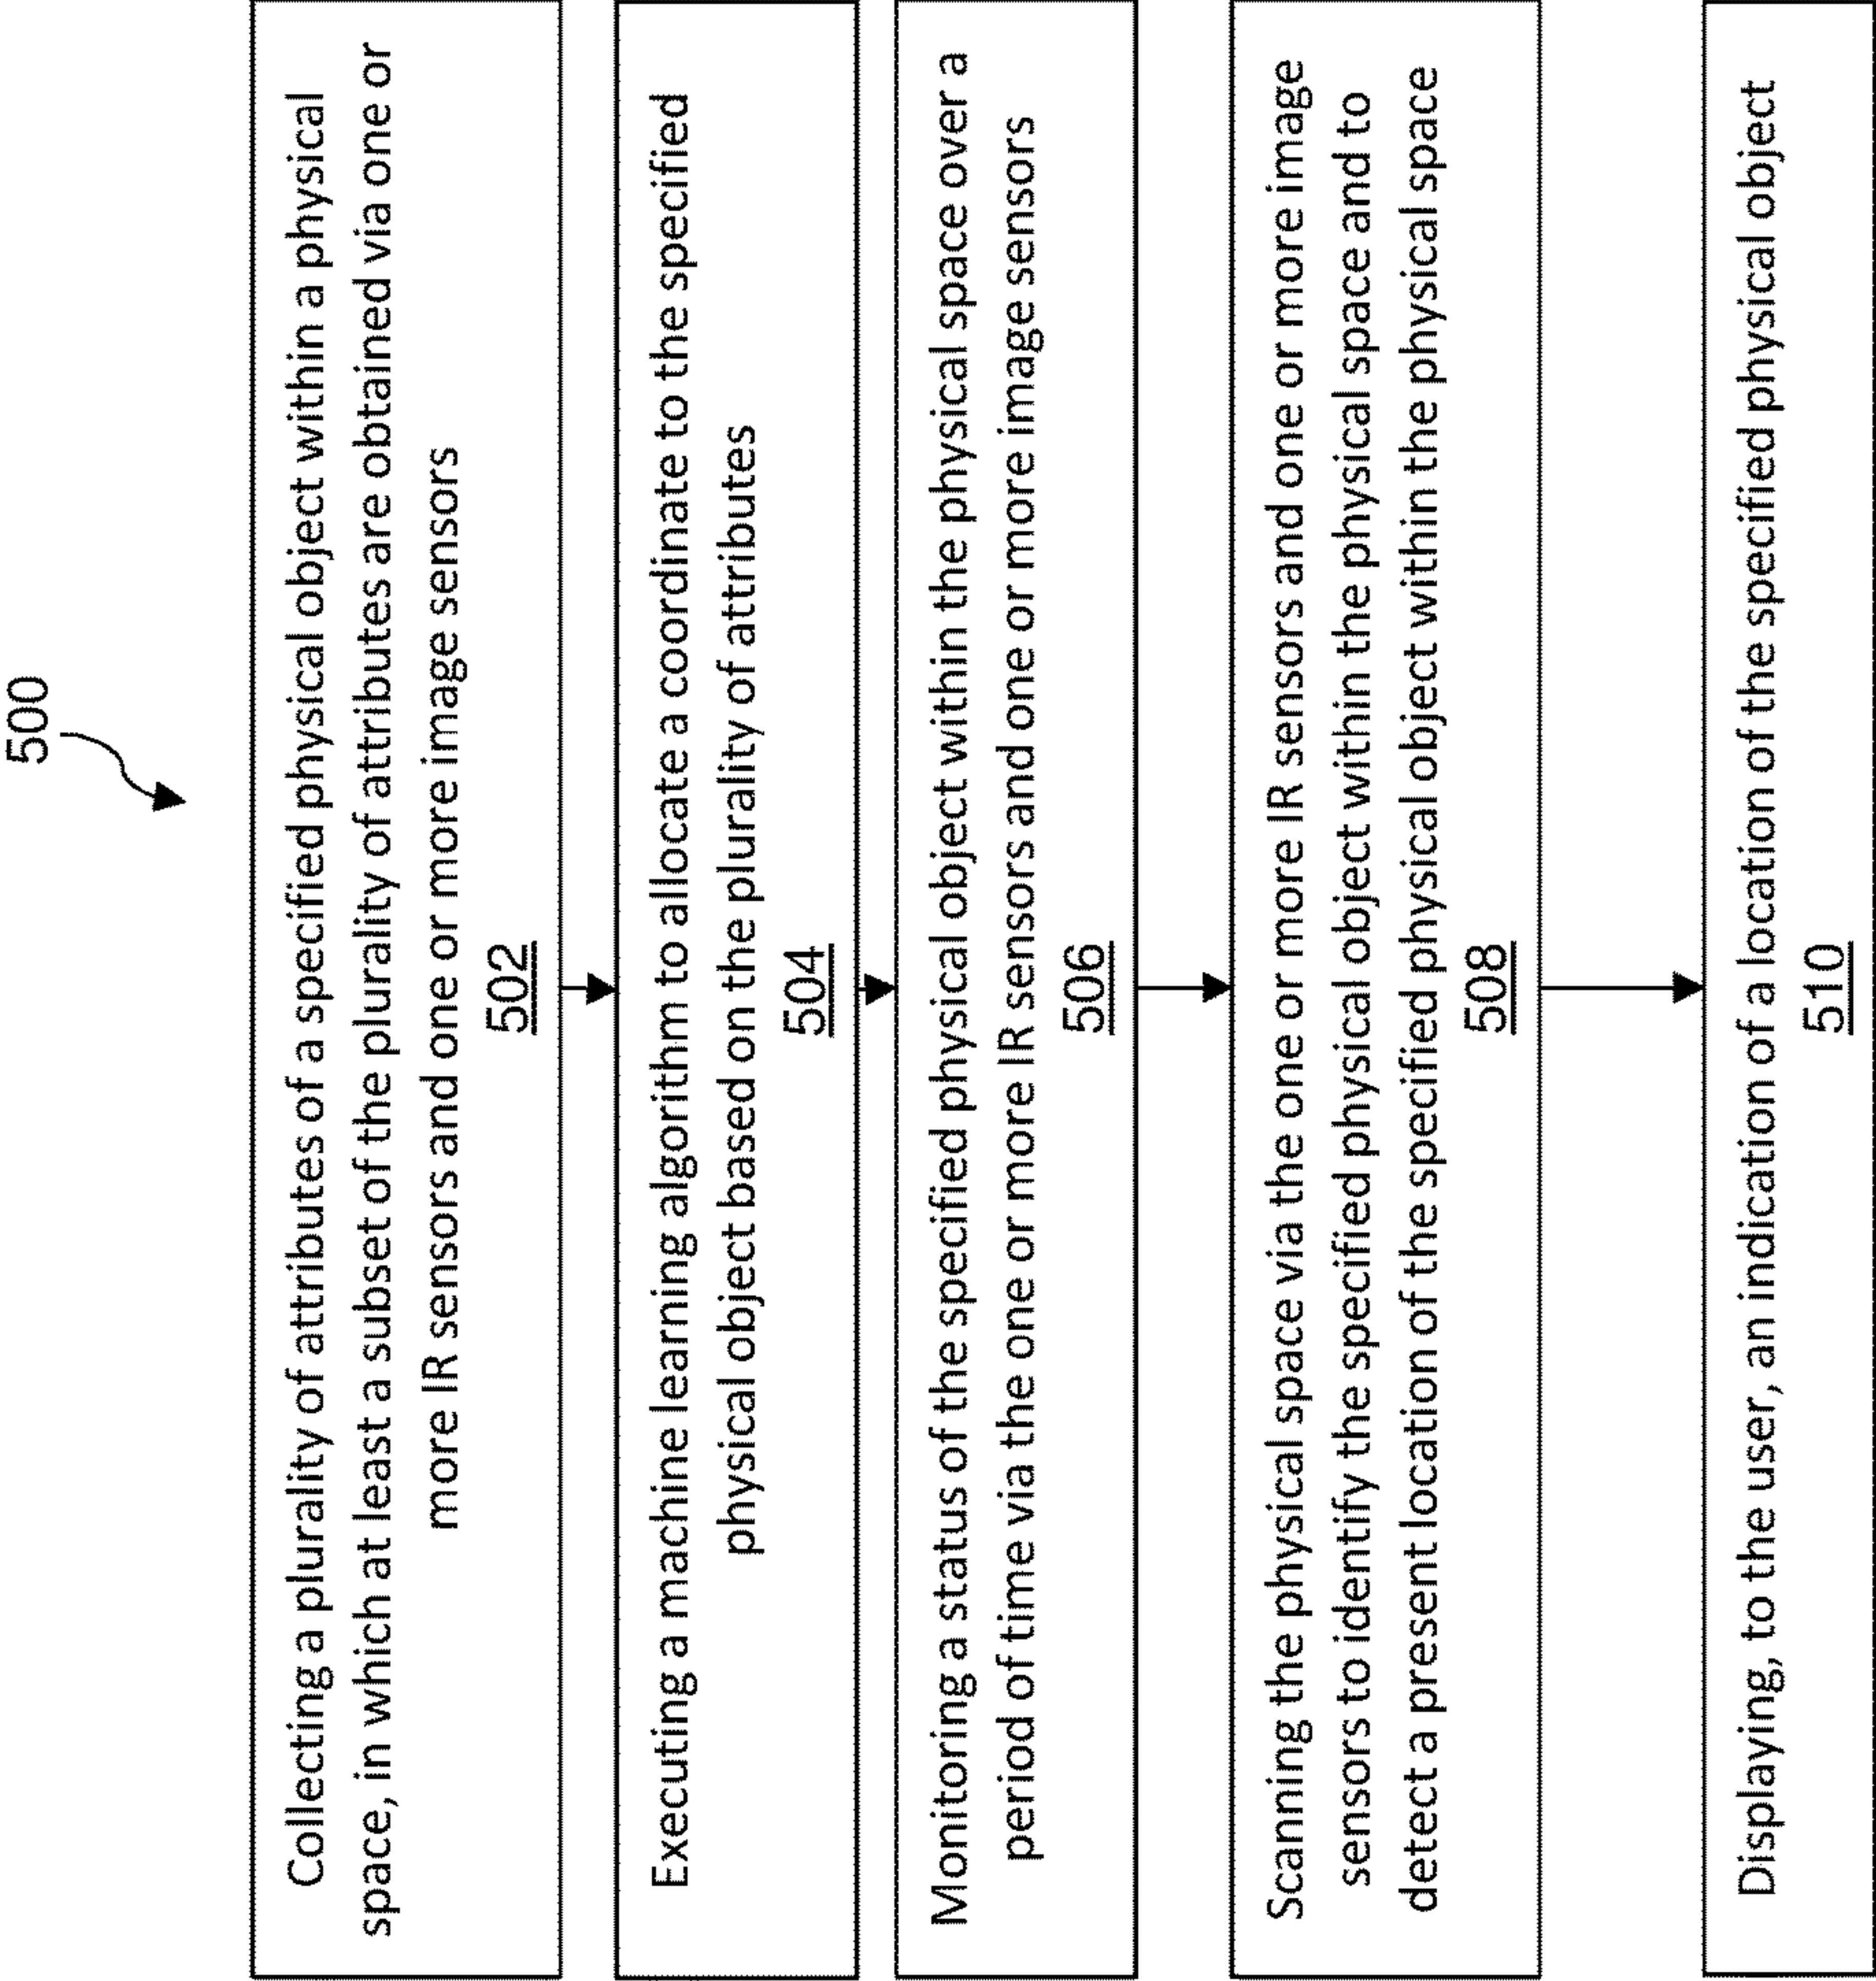 500
Collecting a plurality of attributes of a specified physical object within a physical
space, in which at least a subset of the plurality of attributes are obtained via one or
more IR sensors and one or more image sensors
502
Executing a machine learning algorithm to allocate a coordinate to the specified
physical object based on the plurality of attributes
504
Monitoring a status of the specified physical object within the physical space over a
period of time via the one or more IR sensors and one or more image sensors
506
Scanning the physical space via the one or more IR sensors and one or more image
sensors to identify the specified physical object within the physical space and to
detect a present location of the specified physical object within the physical space
508
Displaying, to the user, an indication of a location of the specified physical object
510